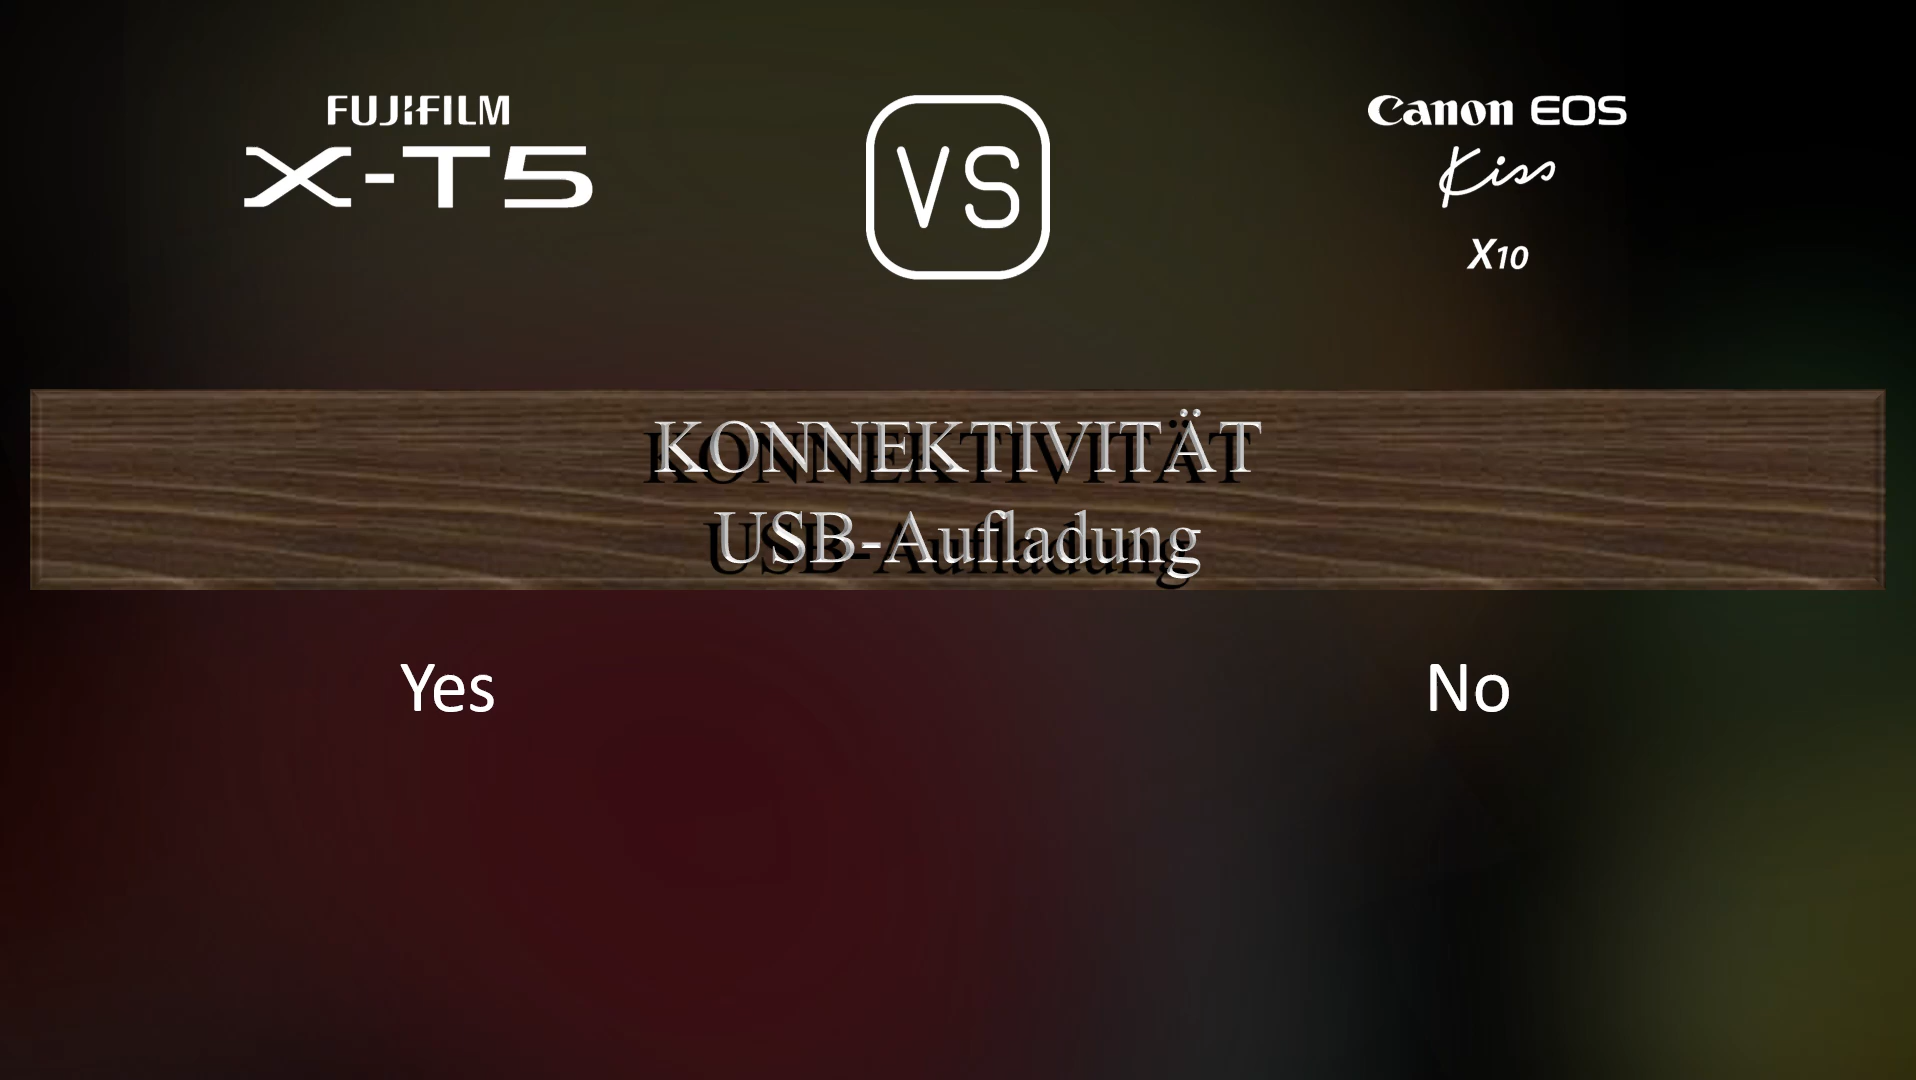 FUJIFILM
X-T5
VS
Canon EOS
Kiss
X10
KONNEKTIVITÄT
USB-Aufladung
Yes
No